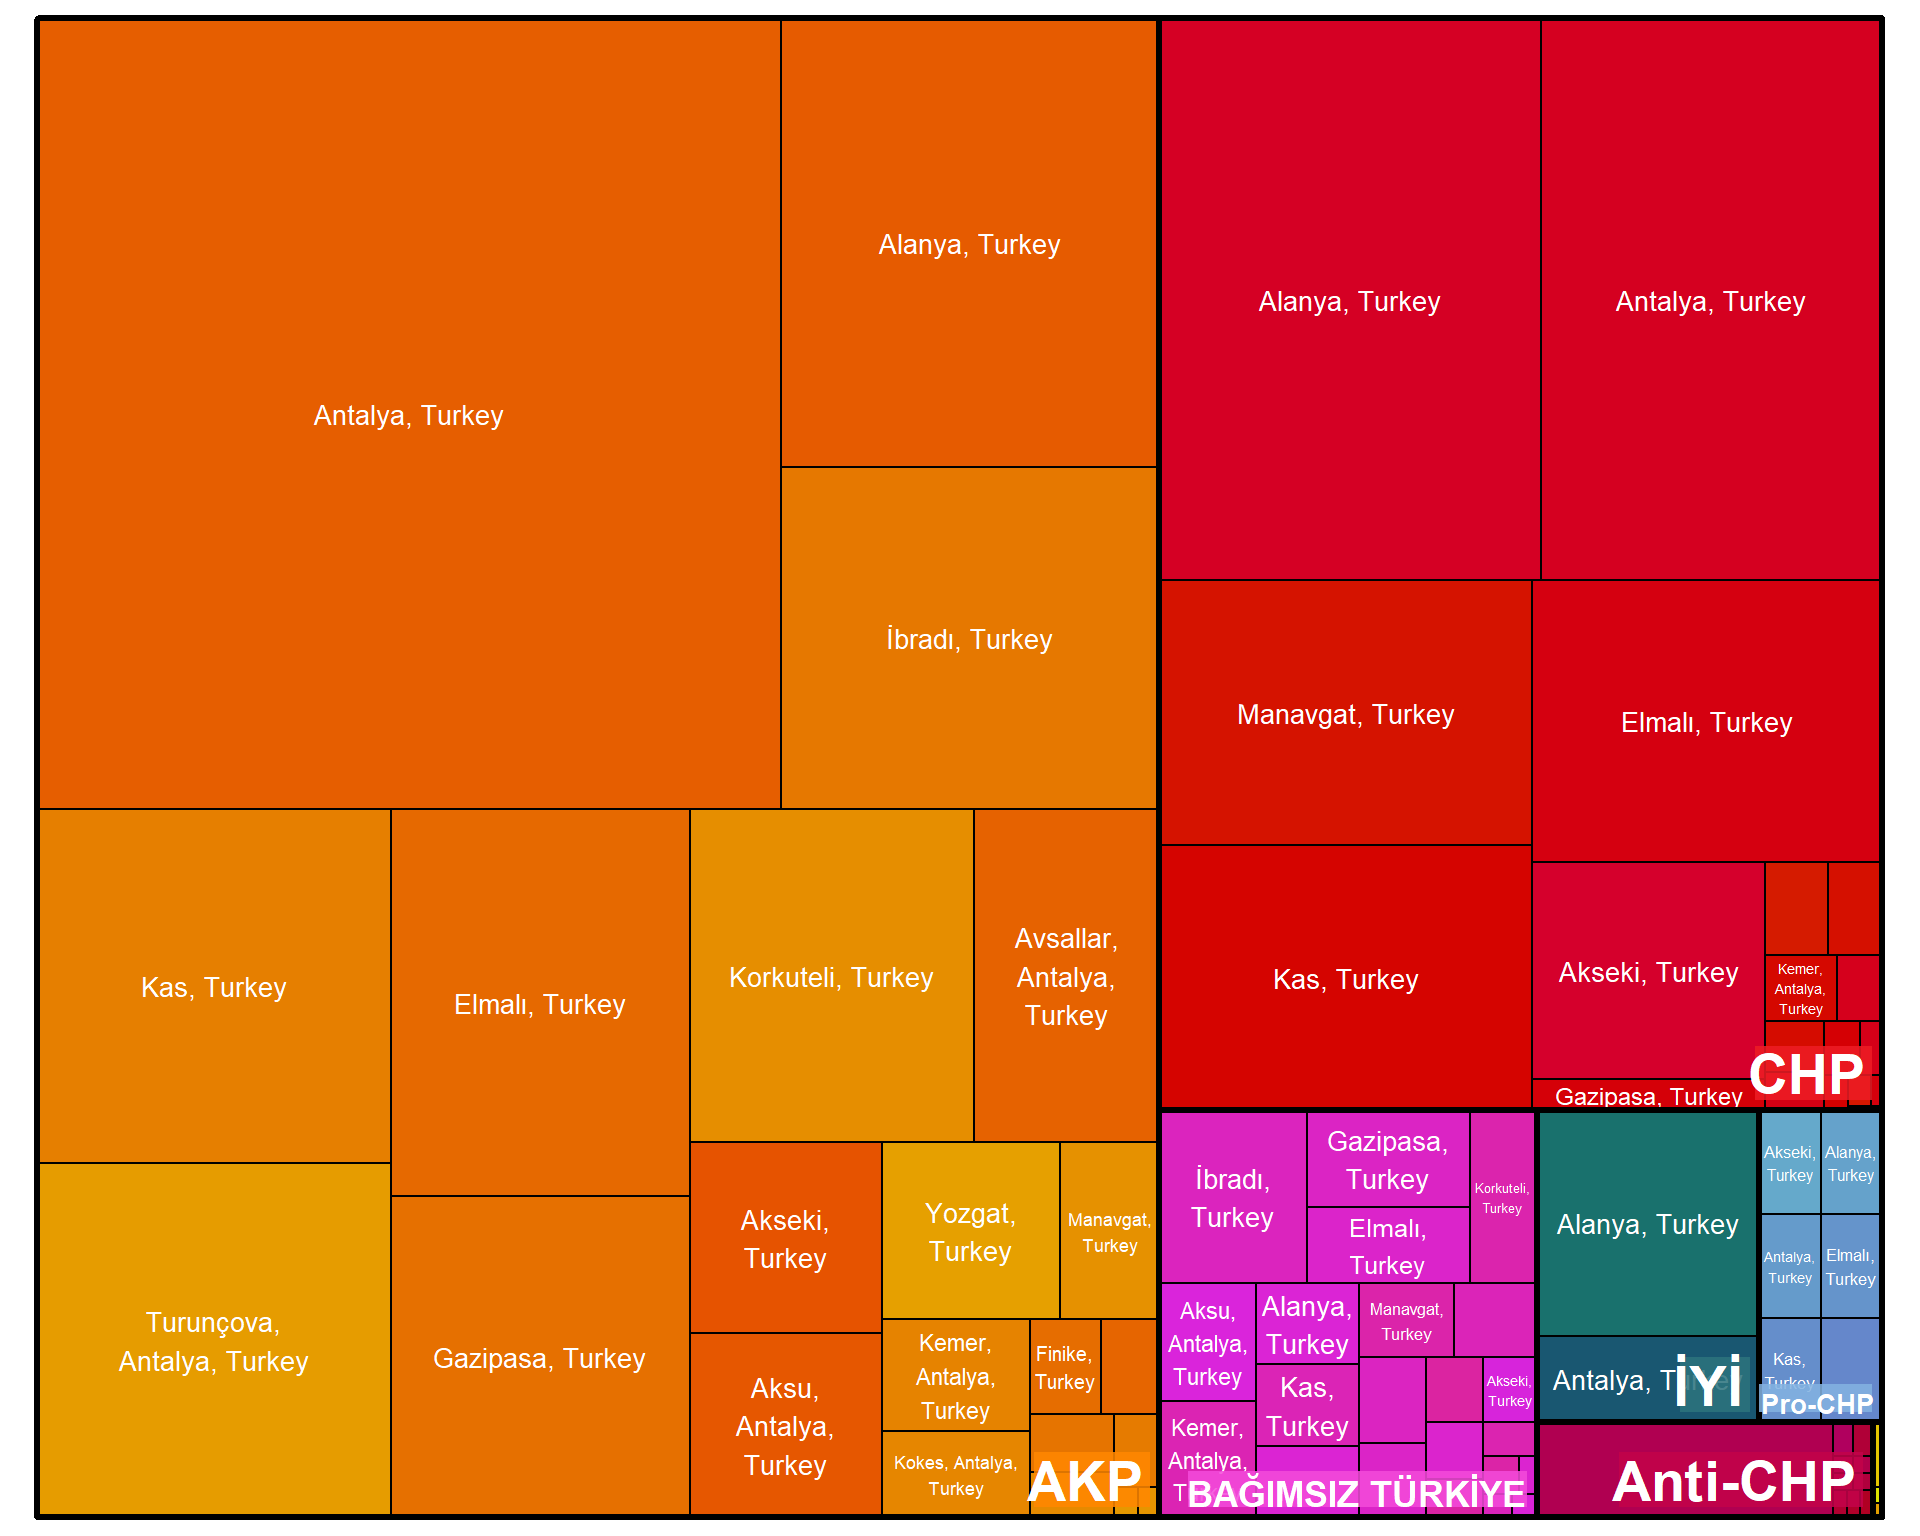 Antalya, Turkey
Alanya, Turkey
İbradı, Turkey
Kas, Turkey
Elmalı, Turkey
Korkuteli, Turkey
Avsallar,
Antalya,
Turkey
Turunçova,
Antalya, Turkey
Gazipasa, Turkey
Akseki,
Turkey
Aksu,
Antalya,
Turkey
Yozgat,
Turkey
Manavgat,
Turkey
Kemer,
Antalya,
Turkey
Finike,
Turkey
Kokes, Antalya,
Turkey
AKP
Alanya, Turkey
Antalya, Turkey
Manavgat, Turkey
Elmalı, Turkey
Kas, Turkey
Akseki, Turkey
Kemer,
Antalya,
Turkey
Gazipasa, Turkey
CHP
İbradı,
Turkey
Gazipasa,
Turkey
Elmalı,
Turkey
Korkuteli,
Turkey
Aksu,
Antalya,
Turkey
Alanya,
Turkey
Manavgat,
Turkey
Kas,
Turkey
Akseki,
Turkey
Kemer,
Antalya,
BAĞIMSIZ TÜRKİYE
Alanya, Turkey
Antalya, Turkey
İYİ
Akseki,
Turkey
Alanya,
Turkey
Antalya,
Turkey
Elmalı,
Turkey
Kas,
Turkey
Pro-CHP
Anti-CHP